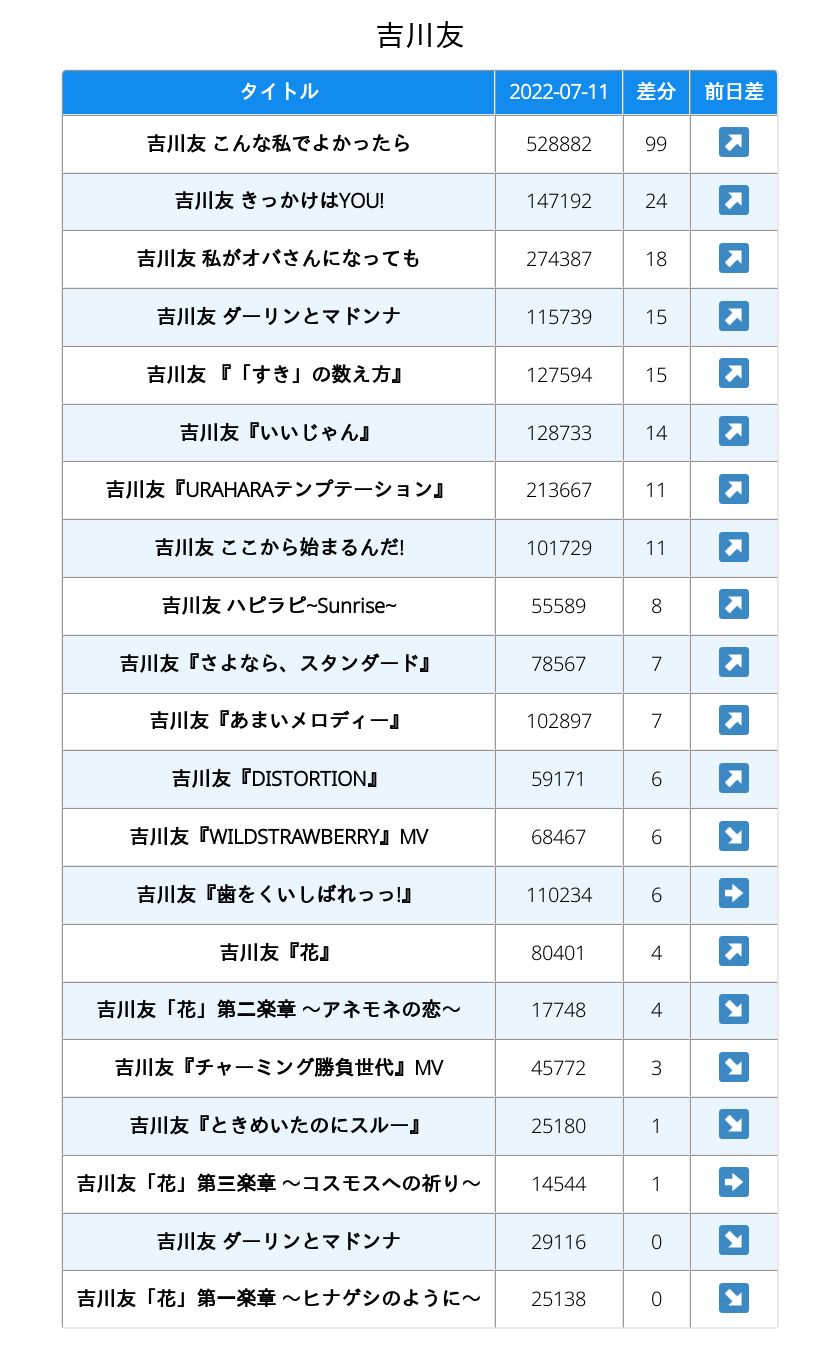 吉川友
タイトル 2022-07-11 差分 前日差
吉川友 こんな私でよかったら 528882 99
吉川友 きっかけはYOU! 147192 24
吉川友 私がオバさんになっても 274387 18
吉川友 ダーリンとマドンナ 115739 15
吉川友 『「すき」の数え方』 127594 15
吉川友『いいじゃん』 128733 14
吉川友『URAHARAテンプテーション』 213667 11
吉川友 ここから始まるんだ! 101729 11
吉川友 ハピラピ~Sunrise~ 55589 8
吉川友『さよなら、スタンダード』 78567 7
吉川友『あまいメロディー』 102897 7
吉川友『DISTORTION』 59171 6
吉川友『WILDSTRAWBERRY』MV 68467 6
吉川友『歯をくいしばれっっ!』 110234 6
吉川友『花』 80401 4
吉川友「花」第二楽章 〜アネモネの恋〜 17748 4
吉川友『チャーミング勝負世代』MV 45772 3
吉川友『ときめいたのにスルー』 25180 1
吉川友「花」第三楽章 〜コスモスへの祈り〜 14544 1
吉川友 ダーリンとマドンナ 29116 0
吉川友「花」第一楽章 〜ヒナゲシのように〜 25138 0